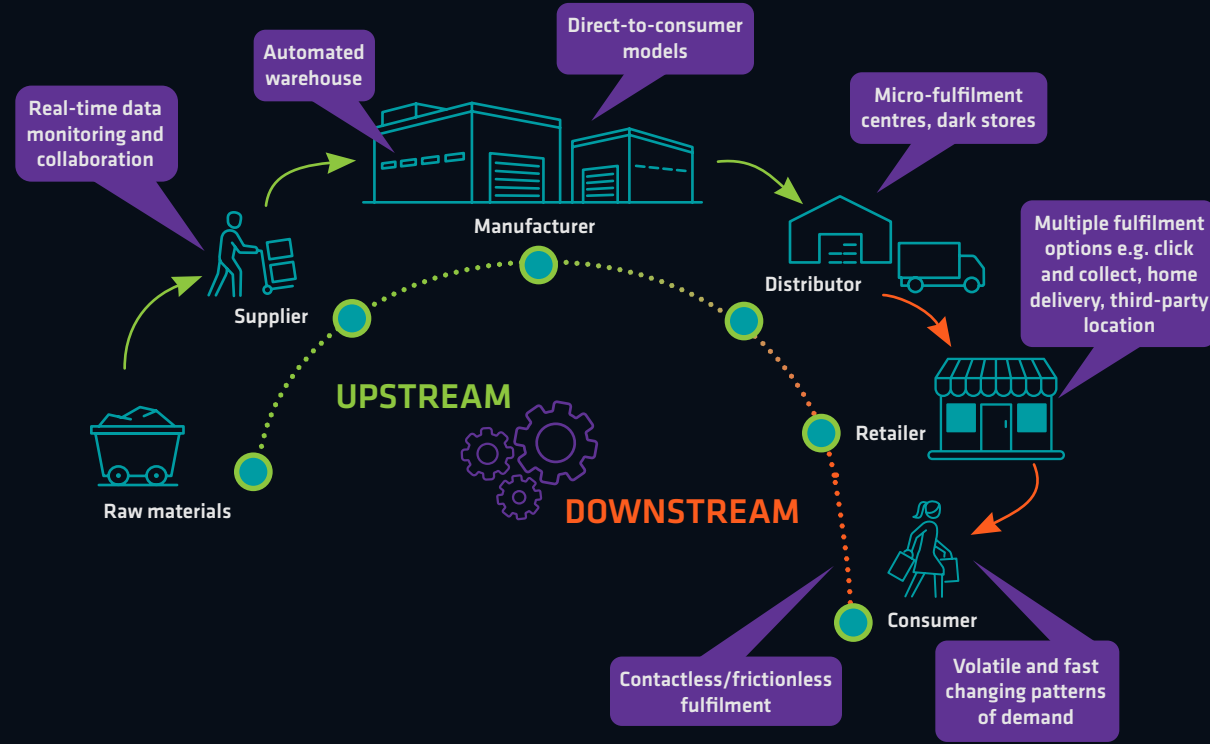 Direct-to-consumer
models
Automated
warehouse
Real-time data
monitoring and
collaboration
Micro-fulfilment
centres, dark stores
Multiple fulfilment
options e.g. click
and collect, home
delivery, third-party
location
Manufacturer
Distributor
Supplier
UPSTREAM
Retailer
Raw materials
DOWNSTREAM
Consumer
Contactless/frictionless
fulfilment
Volatile and fast
changing patterns
of demand